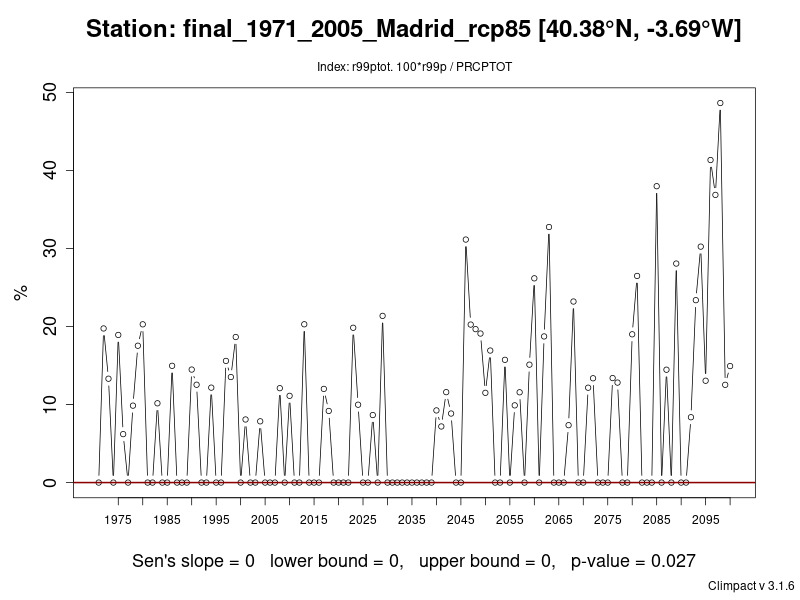 Station: final_1971_2005_Madrid_rcp85 [40.38°N, -3.69°W]
Index: r99ptot. 100*r99p / PRCPTOT
50
40
30
20
10
0
%
1975 1985 1995 2005 2015 2025 2035 2045 2055 2065 2075 2085 2095
Sen's slope = 0 lower bound = 0, upper bound = 0, p-value = 0.027
Climpact v 3.1.6